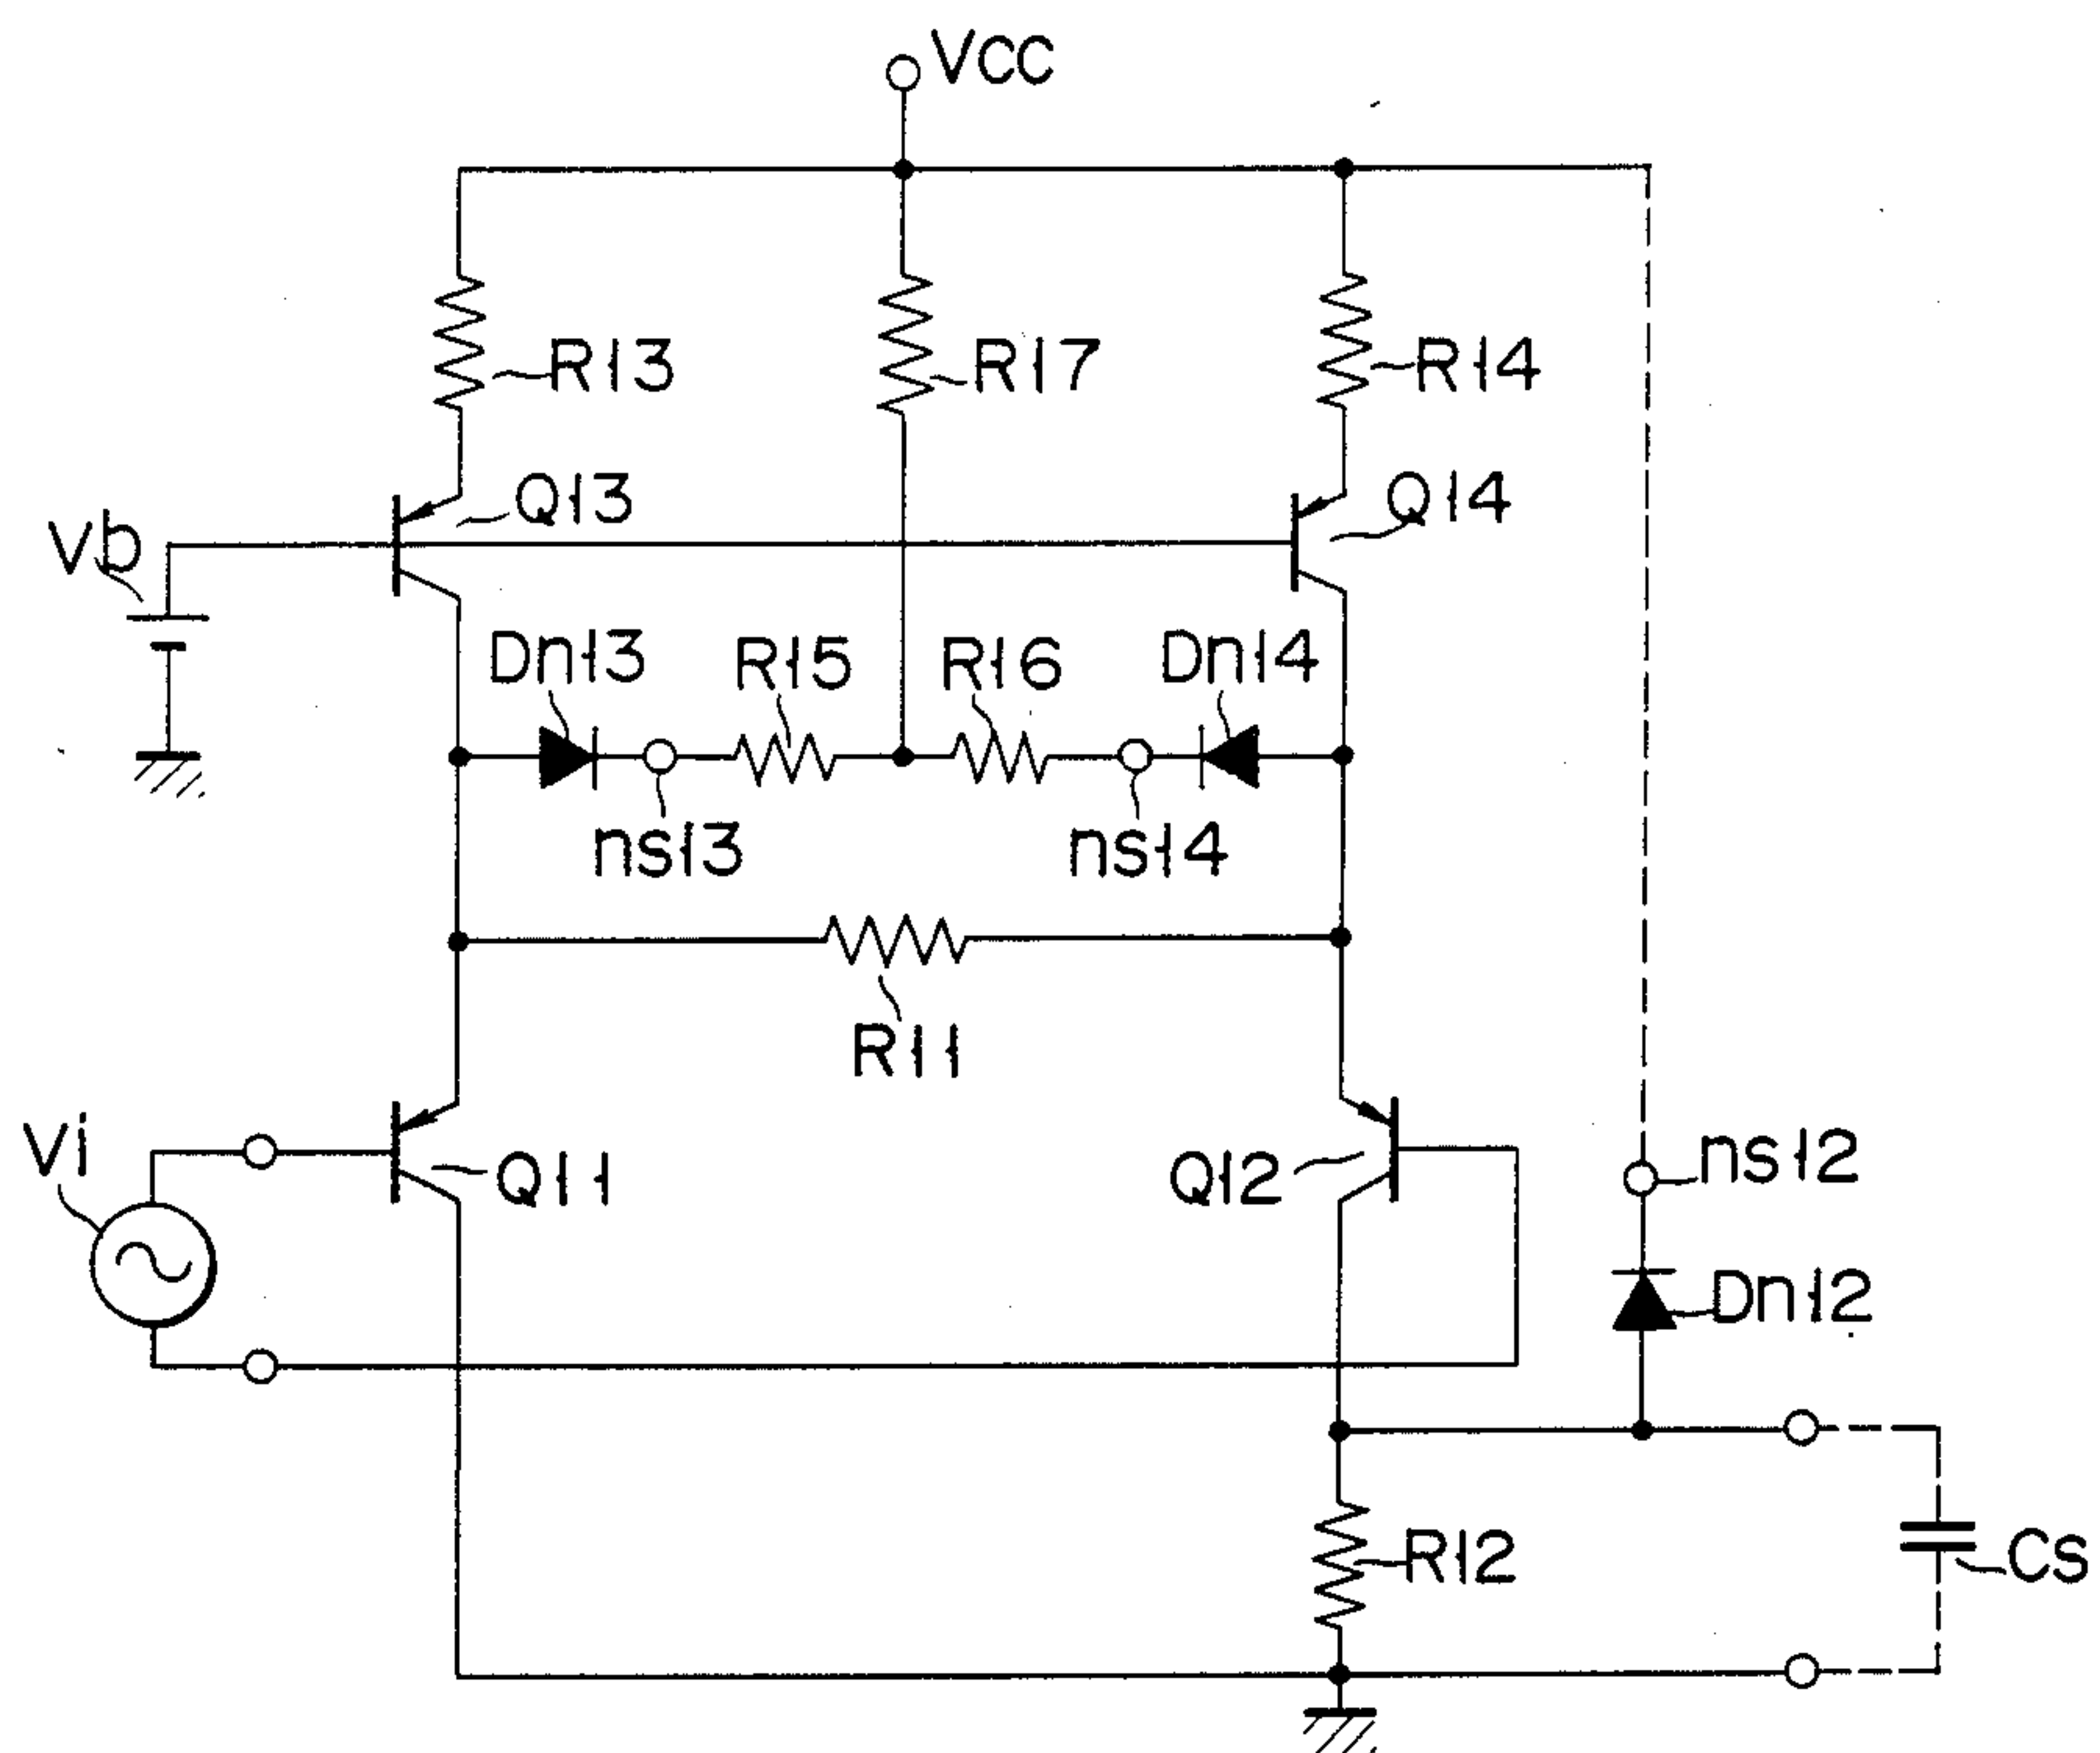 VCC
R13
R17
R14
Q13
Q14
Vb
Dn13
R15
R16
Dn14
ns13
ns14
R11
Vi
Q11
Q12
ns12
Dn12
R12
Cs